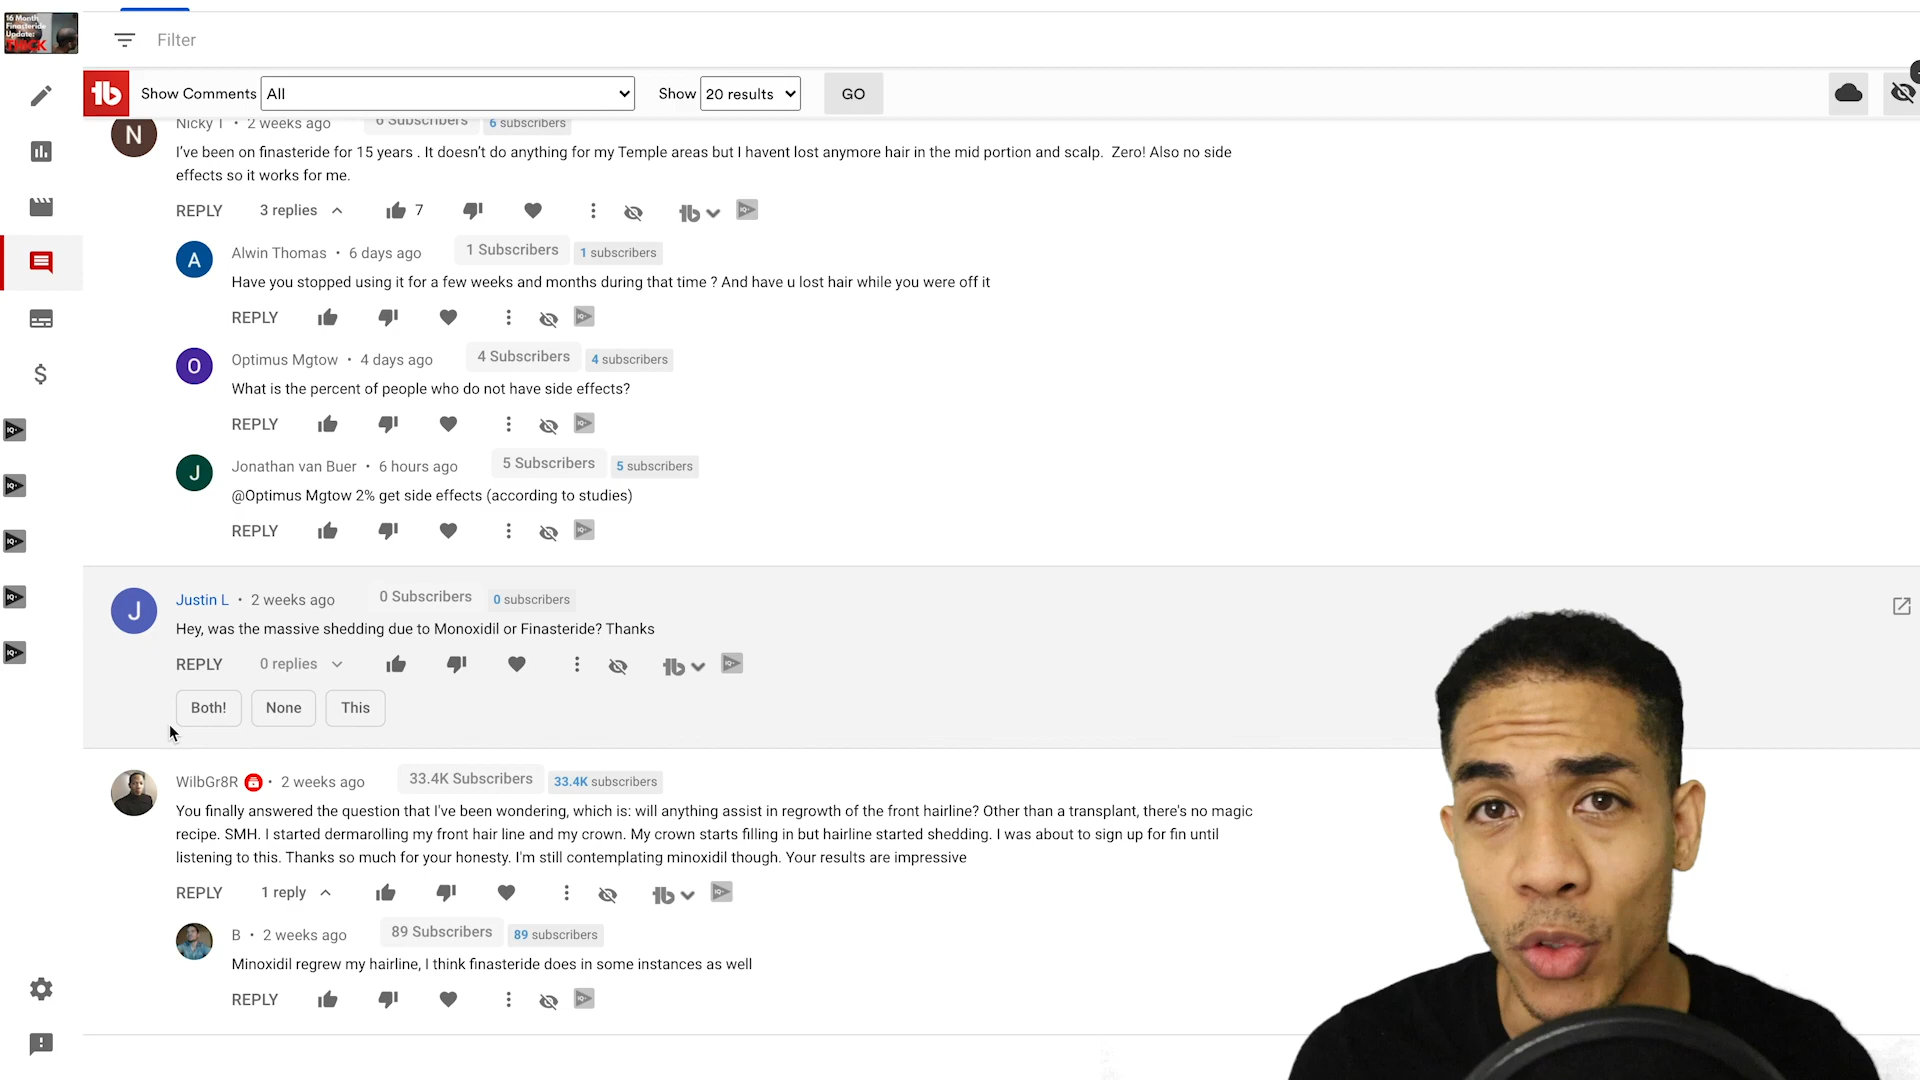 16 Month
Finasteride
Update:
Filter
Show Comments All Show 20 results GO
N Nicky T • 2 weeks ago 6 Subscribers 6 subscribers
I've been on finasteride for 15 years . It doesn't do anything for my Temple areas but I havent lost anymore hair in the mid portion and scalp. Zero! Also no side
effects so it works for me.
REPLY 3 replies 7
A Alwin Thomas • 6 days ago 1 Subscribers 1 subscribers
Have you stopped using it for a few weeks and months during that time ? And have u lost hair while you were off it
REPLY
O Optimus Mgtow • 4 days ago 4 Subscribers 4 subscribers
What is the percent of people who do not have side effects?
REPLY
J Jonathan van Buer • 6 hours ago 5 Subscribers 5 subscribers
@Optimus Mgtow 2% get side effects (according to studies)
REPLY
J Justin L • 2 weeks ago 0 Subscribers 0 subscribers
Hey, was the massive shedding due to Monoxidil or Finasteride? Thanks
REPLY 0 replies
Both! None This
WilbGr8R • 2 weeks ago 33.4K Subscribers 33.4K subscribers
You finally answered the question that I've been wondering, which is: will anything assist in regrowth of the front hairline? Other than a transplant, there's no magic
recipe. SMH. I started dermarolling my front hair line and my crown. My crown starts filling in but hairline started shedding. I was about to sign up for fin until
listening to this. Thanks so much for your honesty. I'm still contemplating minoxidil though. Your results are impressive
REPLY 1 reply
B • 2 weeks ago 89 Subscribers 89 subscribers
Minoxidil regrew my hairline, I think finasteride does in some instances as well
REPLY